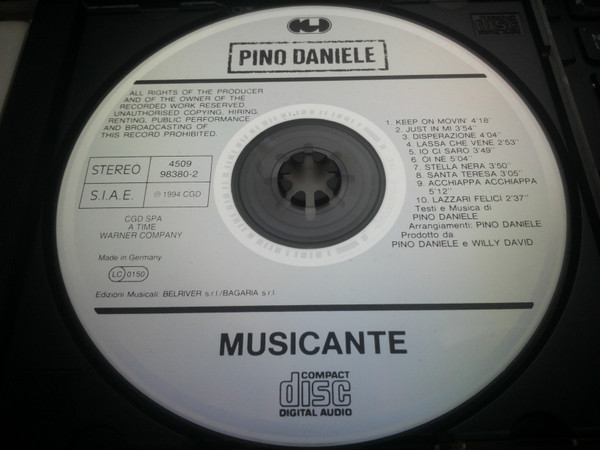 CGD
PINO DANIELE
ALL RIGHTS OF THE PRODUCER
AND OF THE OWNER OF THE
RECORDED WORK RESERVED
UNAUTHORISED COPYING, HIRING,
RENTING, PUBLIC PERFORMANCE
AND BROADCASTING OF
THIS RECORD PROHIBITED.
STEREO
4509
98380-2
S.I.A.E.
℗ 1994 CGD
CGD SPA
A TIME
WARNER COMPANY
Made in Germany
LC 0150
Edizioni Musicali: BELRIVER s.r.l./BAGARIA s.r.l.
1. KEEP ON MOVIN' 4'18"
2. JUST IN MI 3'54"
3. DISPERAZIONE 4'04"
4. LASSA CHE VENE 2'53"
5. IO CI SARO' 3'49"
6. OI NE' 5'04"
7. STELLA NERA 3'50"
8. SANTA TERESA 3'05"
9. ACCHIAPPA ACCHIAPPA
5'12"
10. LAZZARI FELICI 2'37"
Testi e Musica di
PINO DANIELE
Arrangiamenti: PINO DANIELE
Prodotto da
PINO DANIELE e WILLY DAVID
MUSICANTE
COMPACT
disc
DIGITAL AUDIO